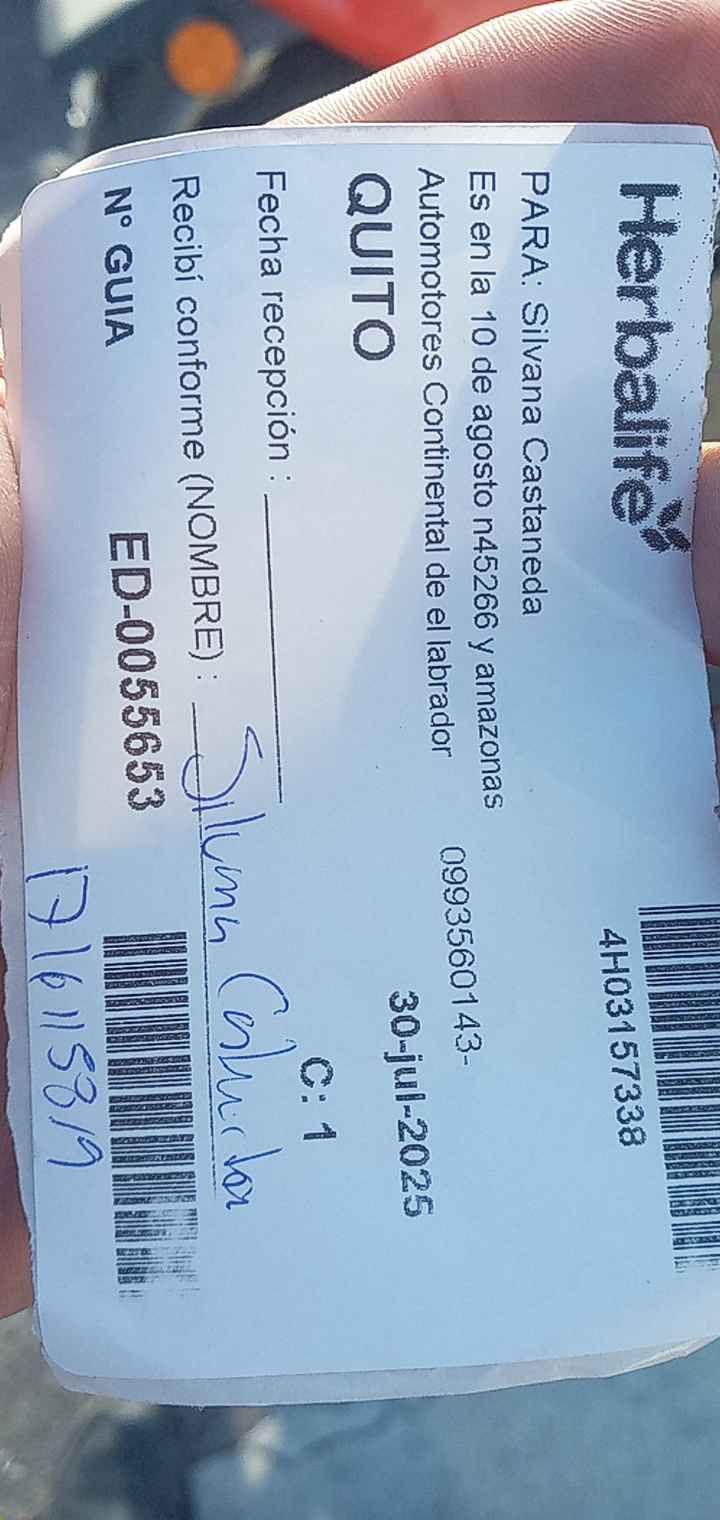 Herbalife
4H03157338
PARA: Silvana Castaneda
Es en la 10 de agosto n45266 y amazonas
Automotores Continental de el labrador
0993560143-
QUITO
30-jul-2025
Fecha recepción :
C: 1
Recibí conforme (NOMBRE) :
N° GUIA
ED-0055653